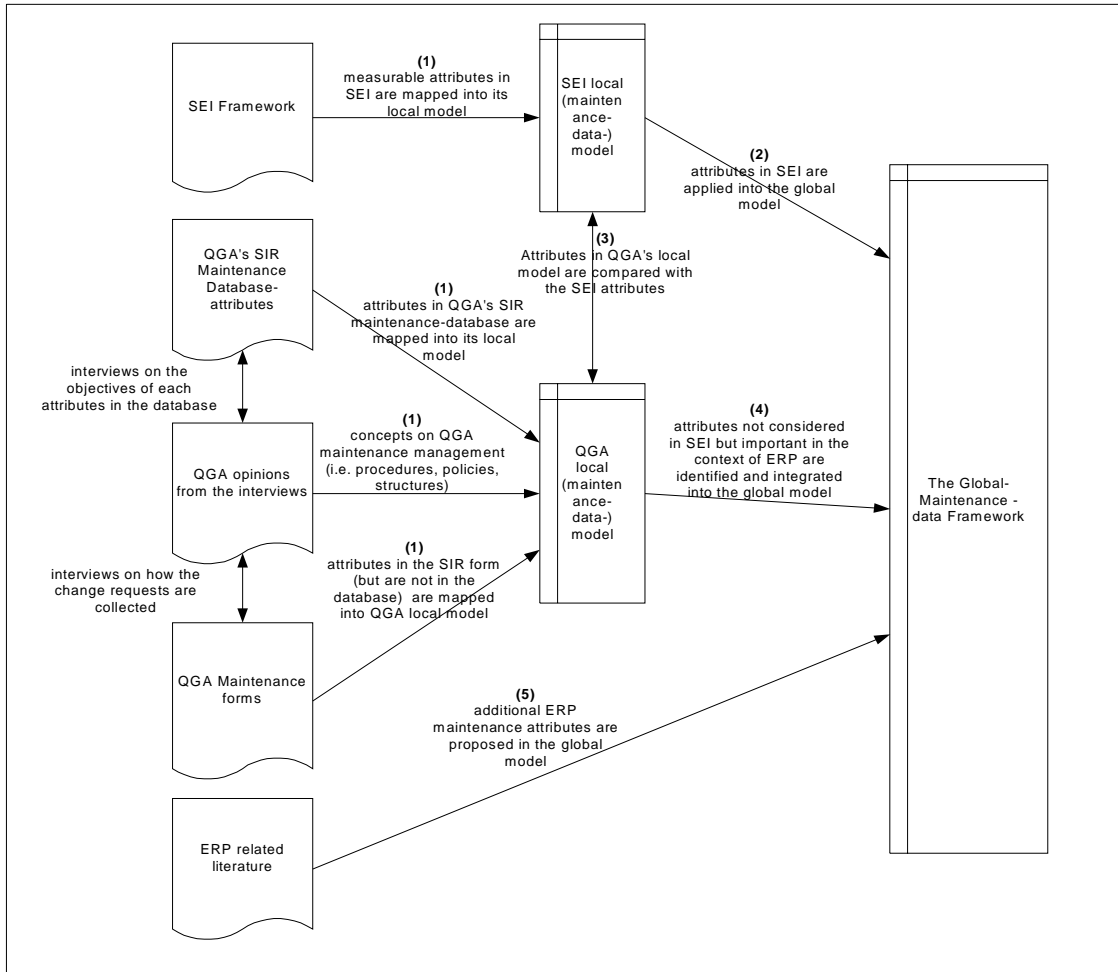 SEI Framework
(1)
measurable attributes in
SEI are mapped into its
local model
SEI local
(mainten
ance-
data-)
model
(2)
attributes in SEI are
applied into the global
model
QGA's SIR
Maintenance
Database-
attributes
(1)
attributes in QGA's SIR
maintenance-database are
mapped into its local
model
(3)
Attributes in QGA's local
model are compared with
the SEI attributes
interviews on the
objectives of each
attributes in the database
QGA opinions
from the interviews
(1)
concepts on QGA
maintenance management
(i.e. procedures, policies,
structures)
QGA
local
(mainten
ance-
data-)
model
(4)
attributes not considered
in SEI but important in the
context of ERP are
identified and integrated
into the global model
The Global-
Maintenance -
data Framework
interviews on how the
change requests are
collected
(1)
attributes in the SIR form
(but are not in the
database) are mapped
into QGA local model
QGA Maintenance
forms
(5)
additional ERP
maintenance attributes are
proposed in the global
model
ERP related
literature